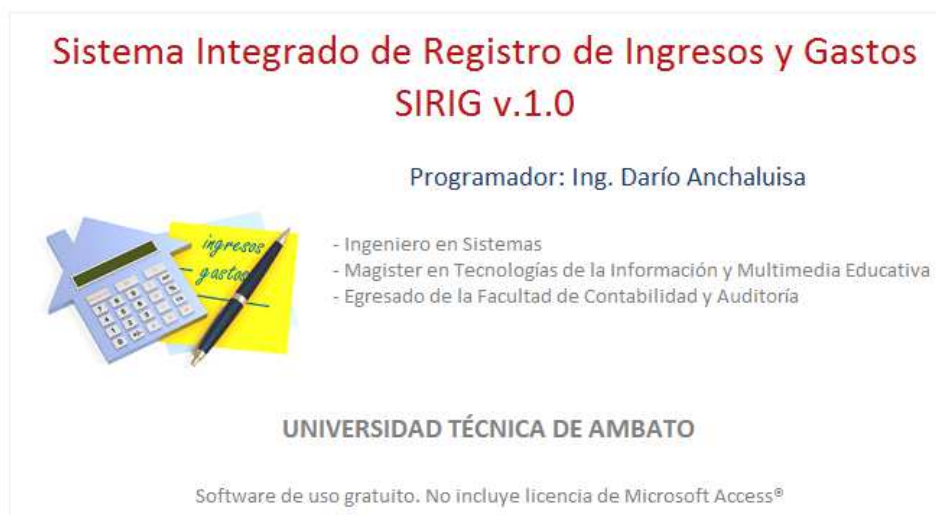 Sistema Integrado de Registro de Ingresos y Gastos
SIRIG v.1.0
Programador: Ing. Darío Anchaluisa
ingresos
gastos
- Ingeniero en Sistemas
- Magister en Tecnologías de la Información y Multimedia Educativa
- Egresado de la Facultad de Contabilidad y Auditoría
UNIVERSIDAD TÉCNICA DE AMBATO
Software de uso gratuito. No incluye licencia de Microsoft Access®